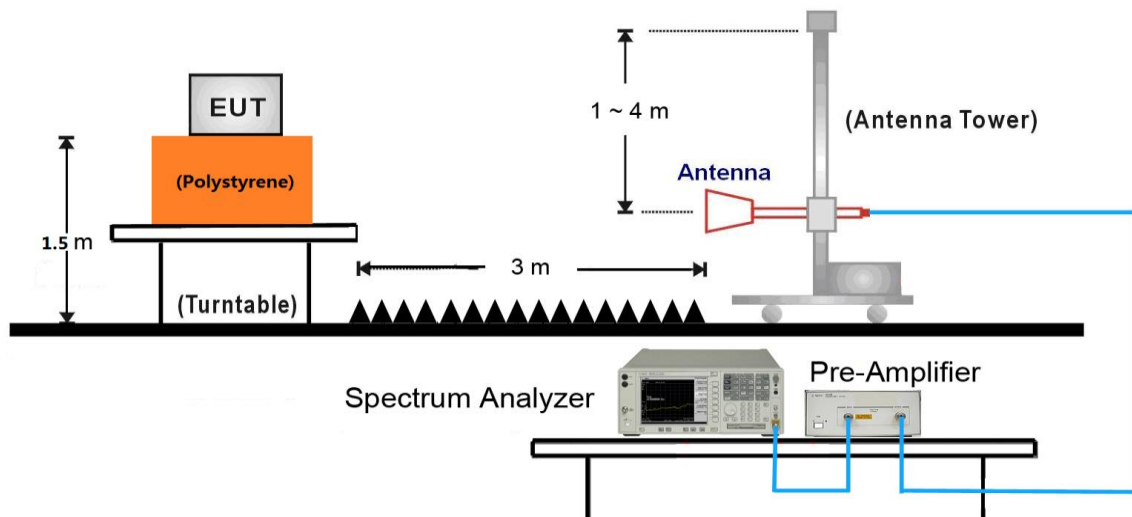 EUT
(Polystyrene)
1.5 m
(Turntable)
3 m
1 ~ 4 m
Antenna
(Antenna Tower)
Spectrum Analyzer
Pre-Amplifier